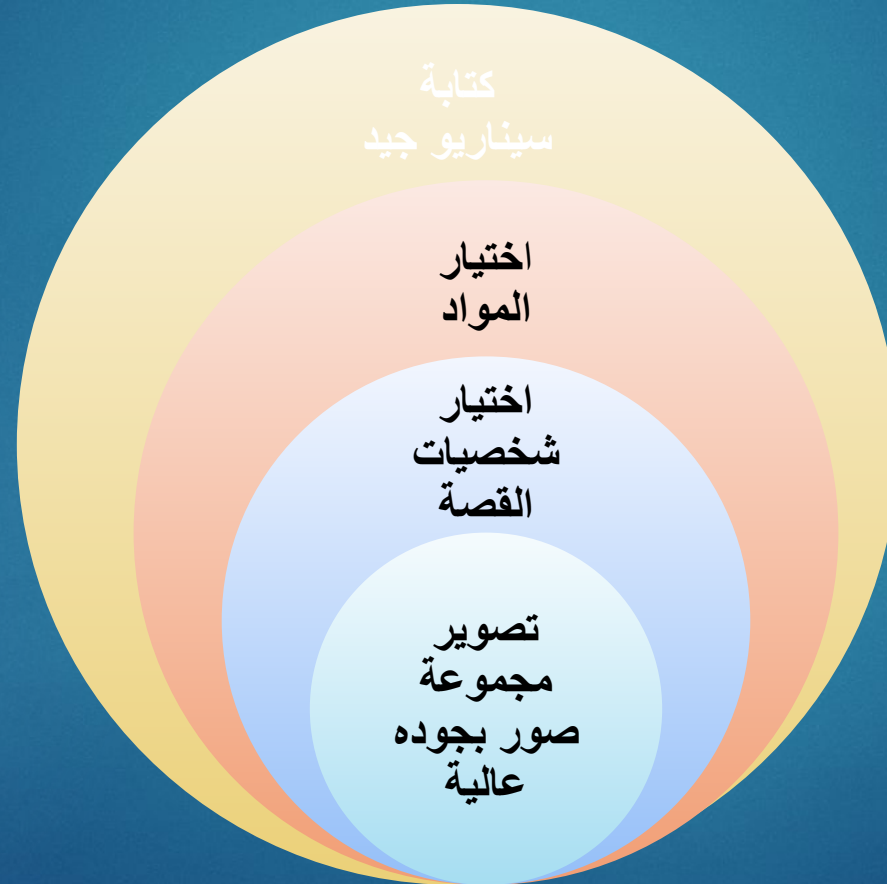 كتابة
سيناريو جيد
اختيار
المواد
اختيار
شخصيات
القصة
تصوير
مجموعة
صور بجوده
عالية